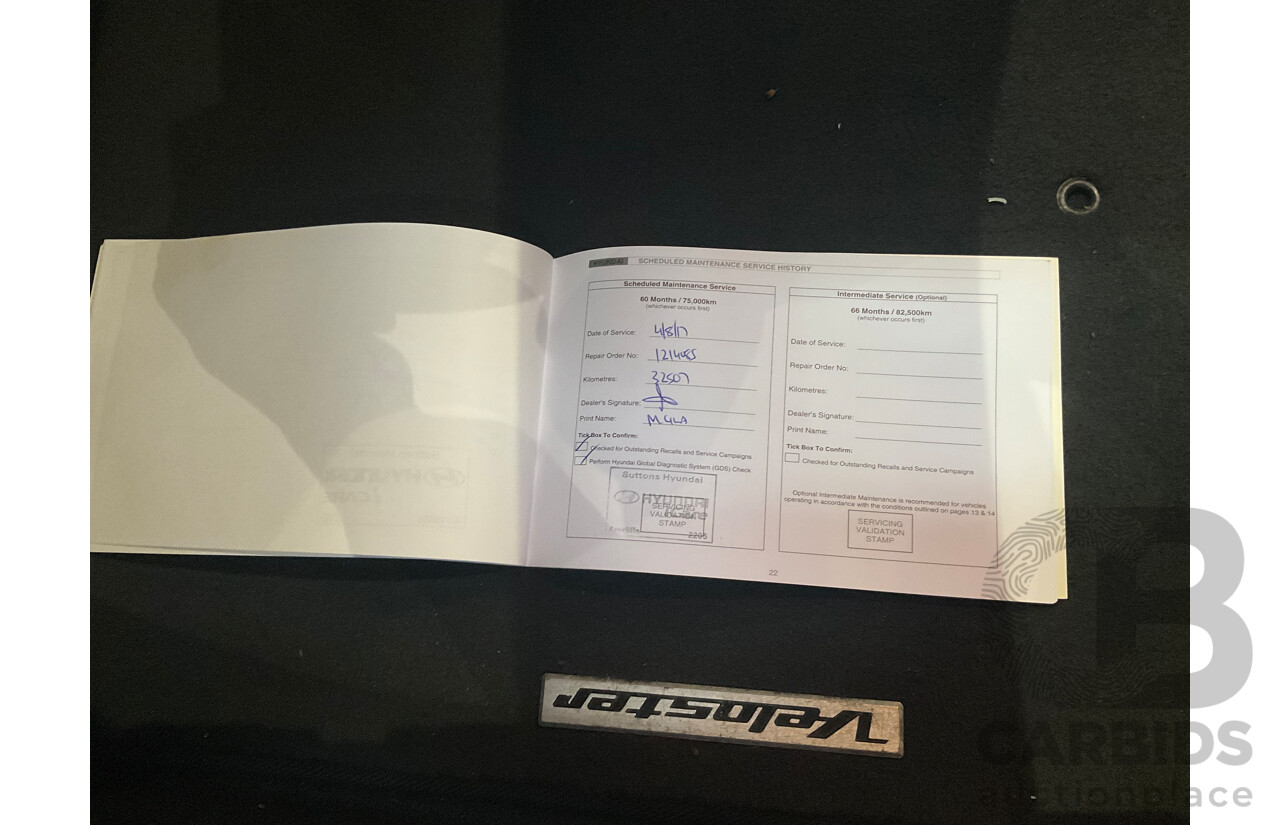 HYUNDAI SCHEDULED MAINTENANCE SERVICE HISTORY
Scheduled Maintenance Service
60 Months / 75,000km
(whichever occurs first)
Date of Service: 4/8/17
Repair Order No:
Kilometres: 32507
Dealer's Signature:
Print Name:
Tick Box To Confirm:
Checked for Outstanding Recalls and Service Campaigns
Perform Hyundai Global Diagnostic System (GDS) Check
Buttons Hyundai
HYUNDAI
SERVICING
VALIDATION
STAMP
2205
Intermediate Service (Optional)
66 Months / 82,500km
(whichever occurs first)
Date of Service:
Repair Order No:
Kilometres:
Dealer's Signature:
Print Name:
Tick Box To Confirm:
Checked for Outstanding Recalls and Service Campaigns
Optional Intermediate Maintenance is recommended for vehicles
operating in accordance with the conditions outlined on pages 13 & 14
SERVICING
VALIDATION
STAMP
22
Veloster
CARBIDS
auctionplace